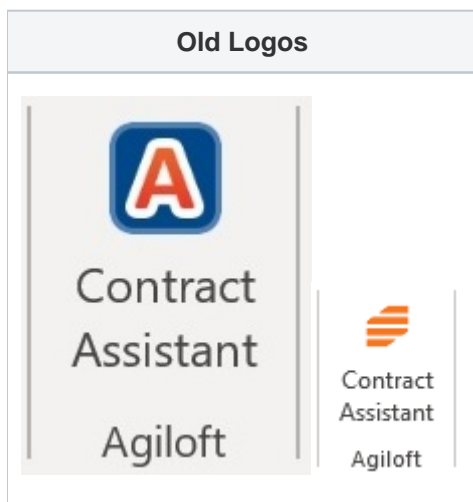 Old Logos
A
Contract
Assistant
Agiloft
Contract
Assistant
Agiloft